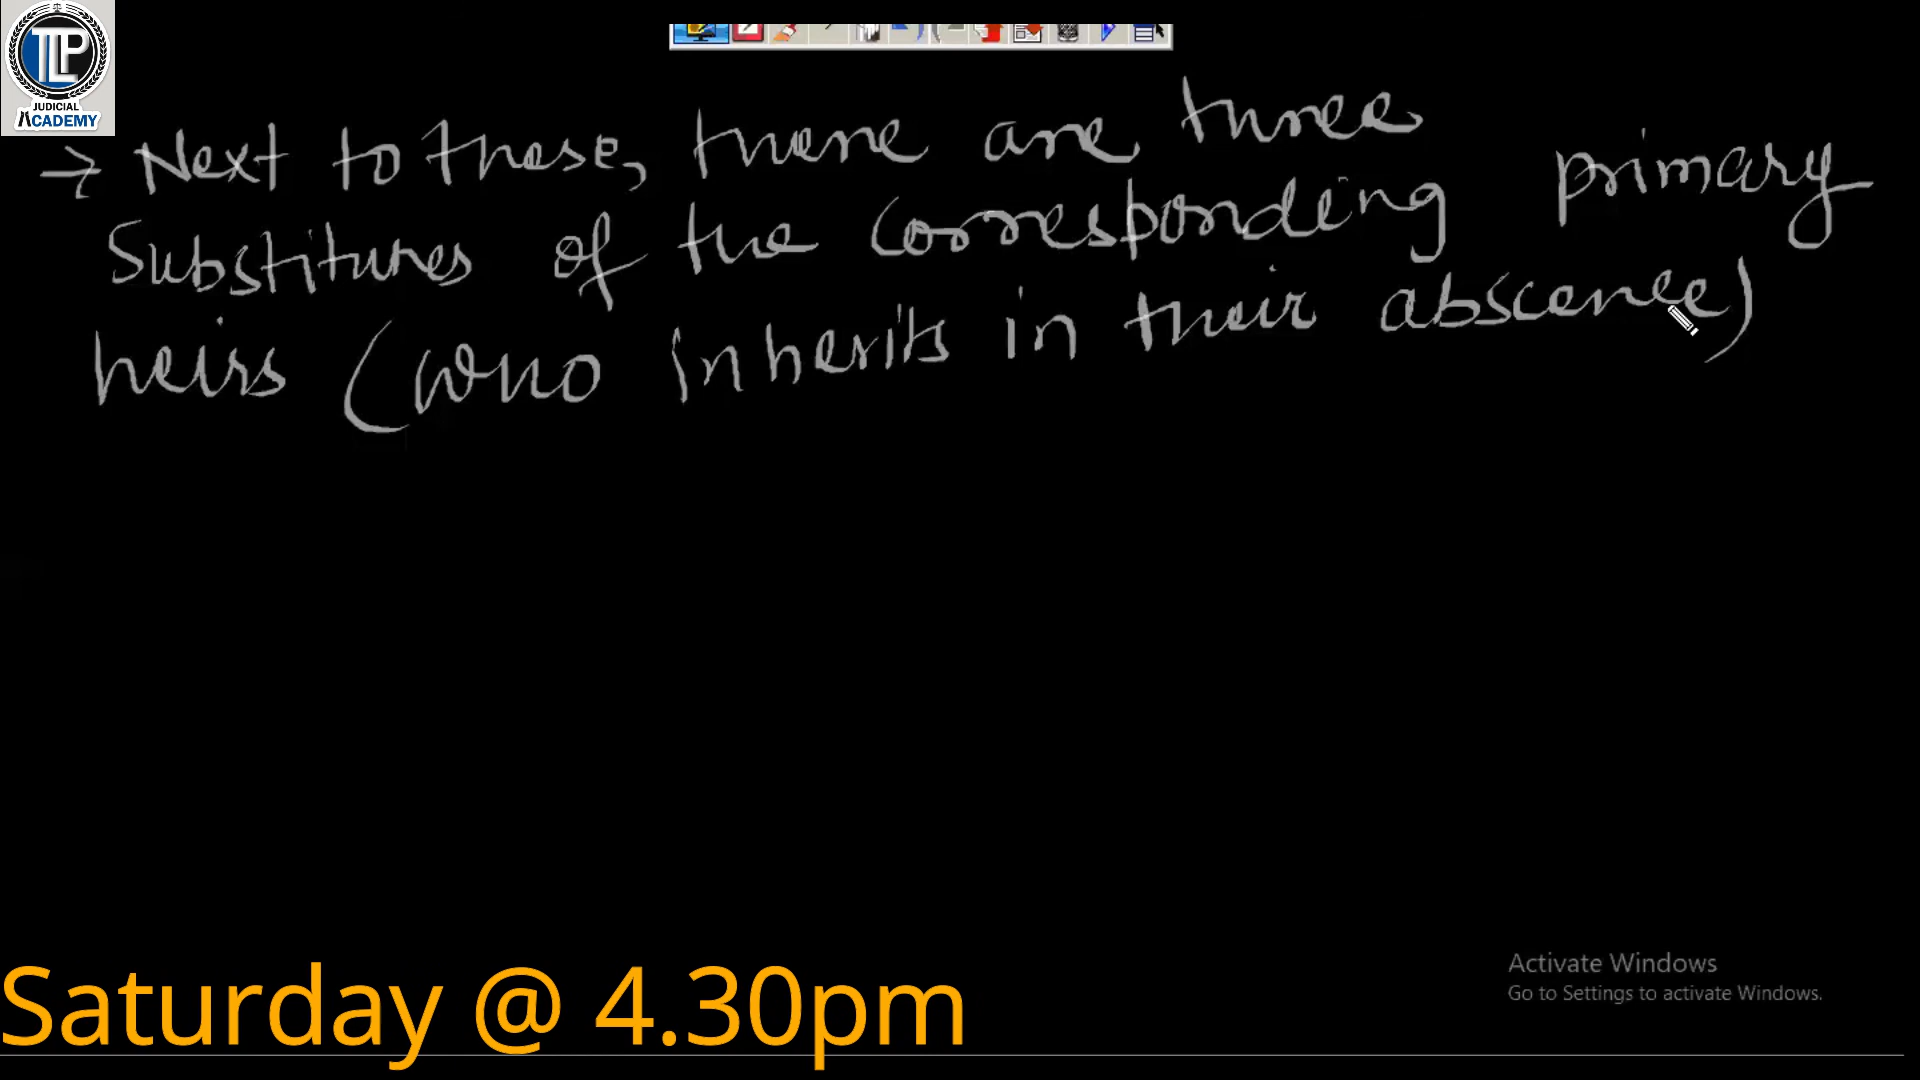 TLP
JUDICIAL
ACADEMY
→ Next to these, there are three
Substitutes of the corresponding primary
heirs (who inherits in their abscence)
Saturday @ 4.30pm
Activate Windows
Go to Settings to activate Windows.